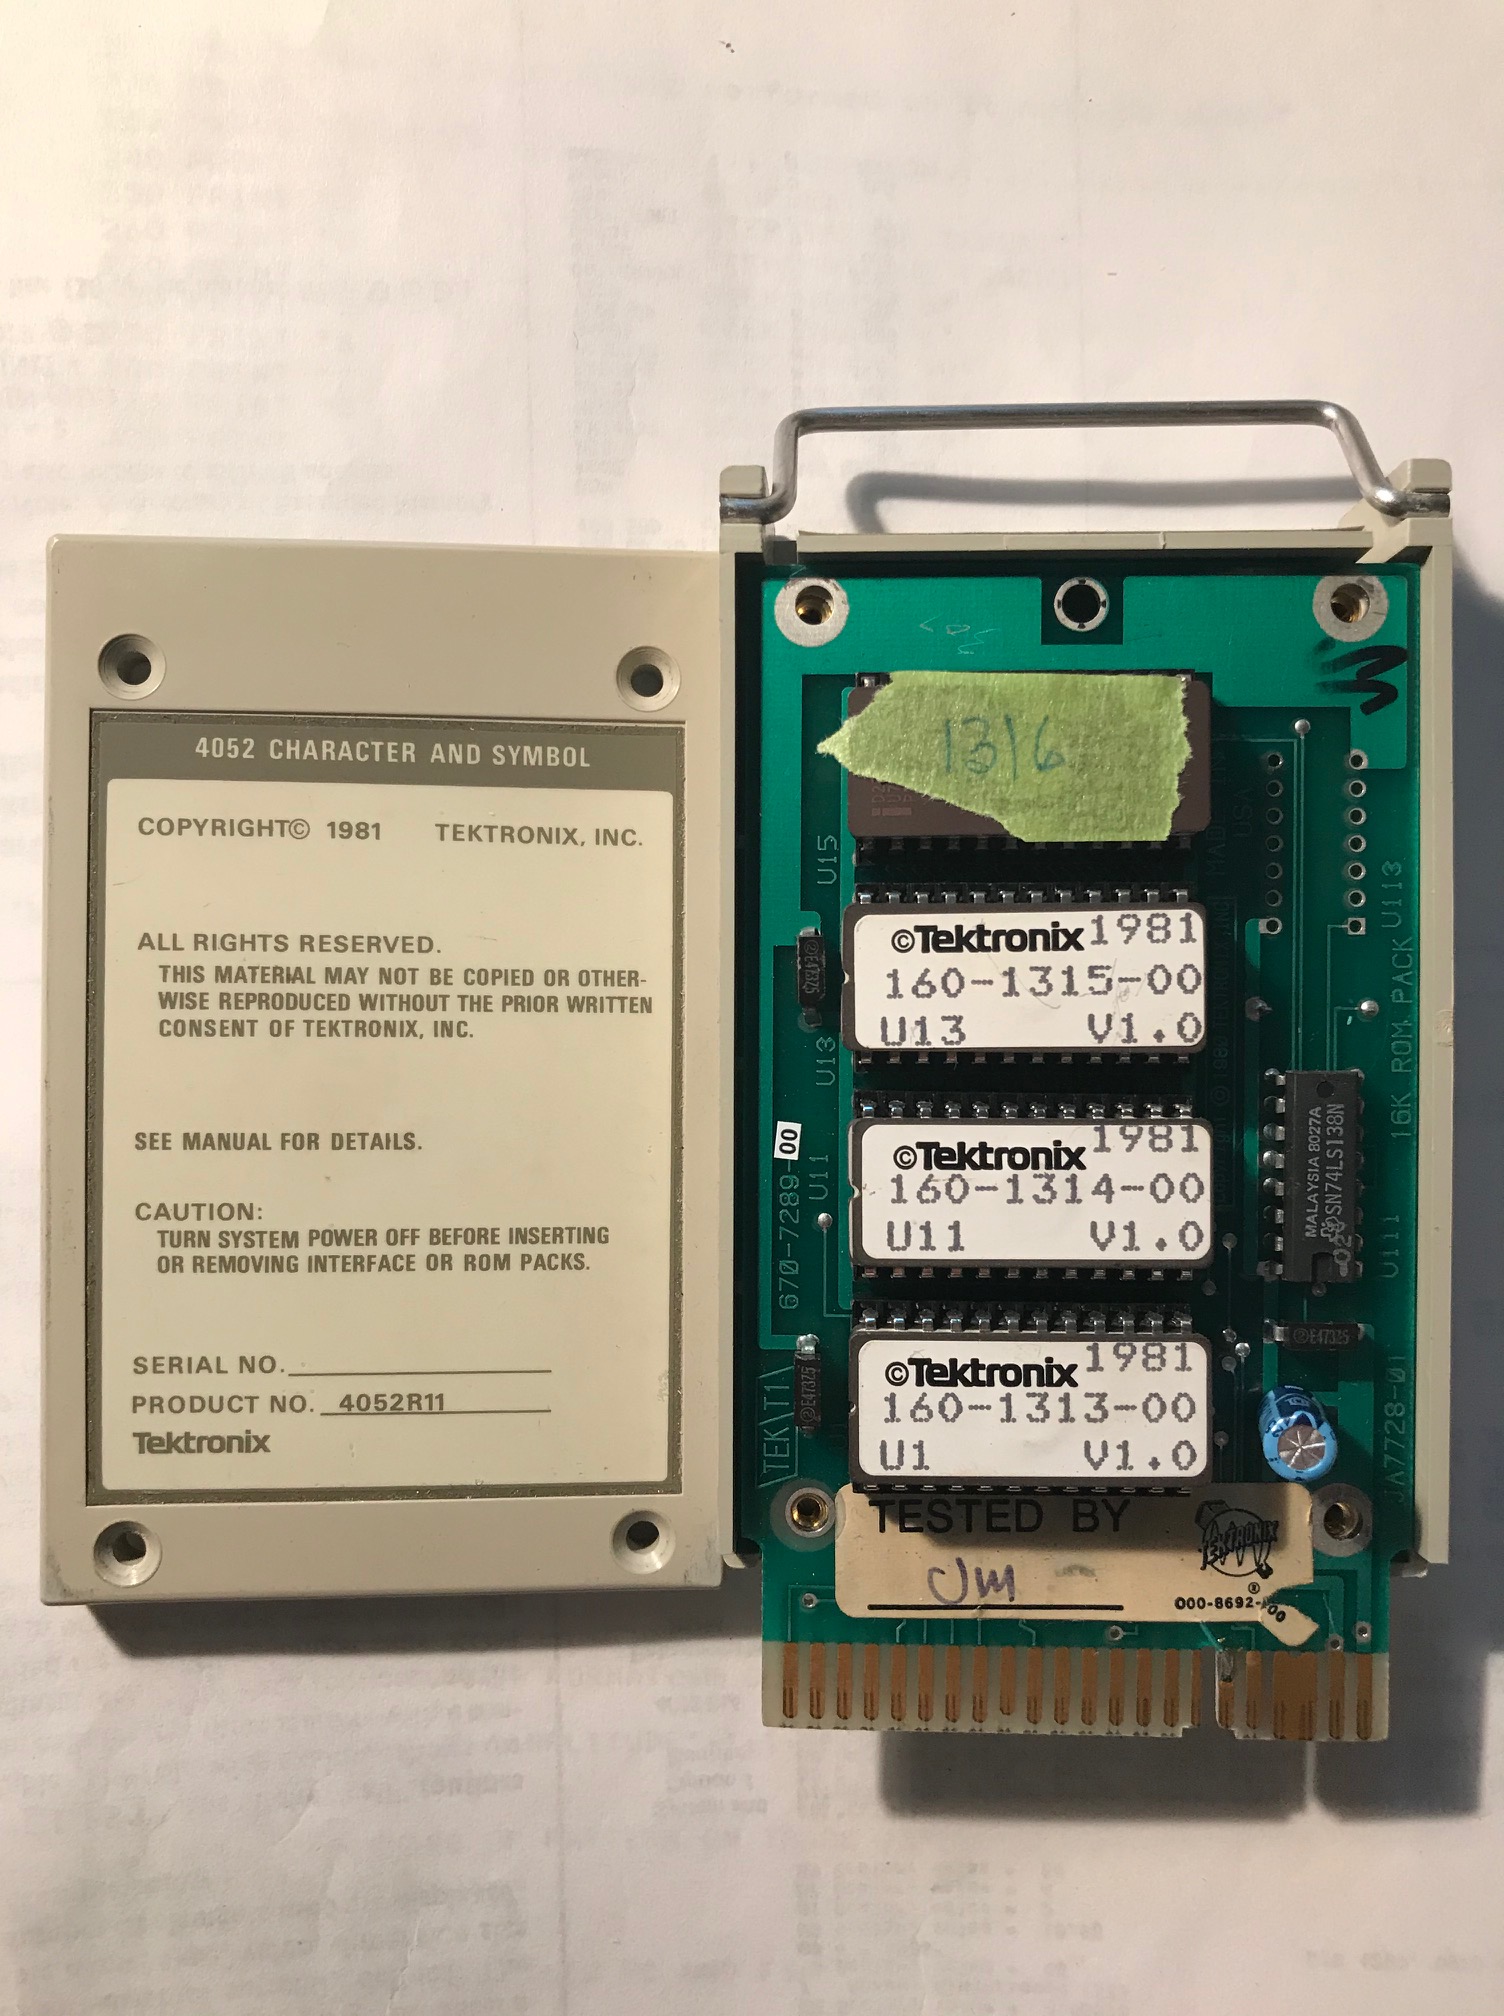 4052 CHARACTER AND SYMBOL
COPYRIGHT© 1981 TEKTRONIX, INC.
ALL RIGHTS RESERVED.
THIS MATERIAL MAY NOT BE COPIED OR OTHER-
WISE REPRODUCED WITHOUT THE PRIOR WRITTEN
CONSENT OF TEKTRONIX, INC.
SEE MANUAL FOR DETAILS.
CAUTION:
TURN SYSTEM POWER OFF BEFORE INSERTING
OR REMOVING INTERFACE OR ROM PACKS.
SERIAL NO.
PRODUCT NO. 4052R11
Tektronix
\TEK\T1\
670-7289-00
E47325
E47325
U11
U13
U15
TESTED BY
000-8692-00
©Tektronix 1981
160-1313-00
U1 V1.0
©Tektronix 1981
160-1314-00
U11 V1.0
©Tektronix 1981
160-1315-00
U13 V1.0
1316
Copyright © 1980 TEKTRONIX, INC
MADE IN
USA
E47325
MALAYSIA 8027A
SN74LS138N
JA7728-01
U111
16K ROM PACK
U113